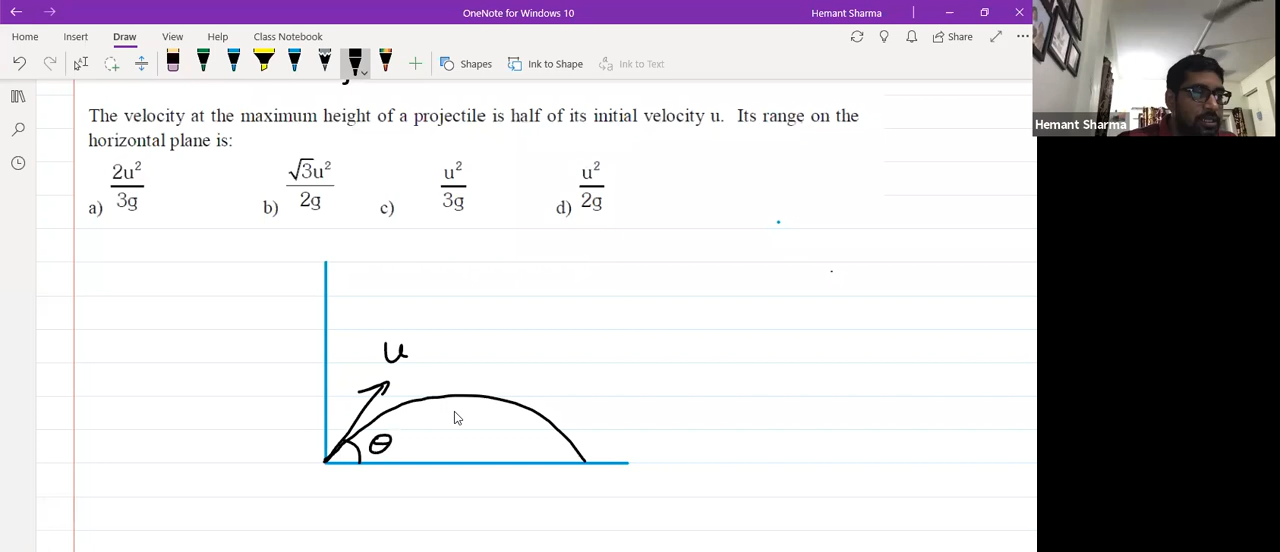 OneNote for Windows 10
Hemant Sharma
Home Insert Draw View Help Class Notebook
Share
Shapes Ink to Shape Ink to Text
The velocity at the maximum height of a projectile is half of its initial velocity u. Its range on the
horizontal plane is:
a) 2u²/3g b) √3u²/2g c) u²/3g d) u²/2g
u
θ
Hemant Sharma